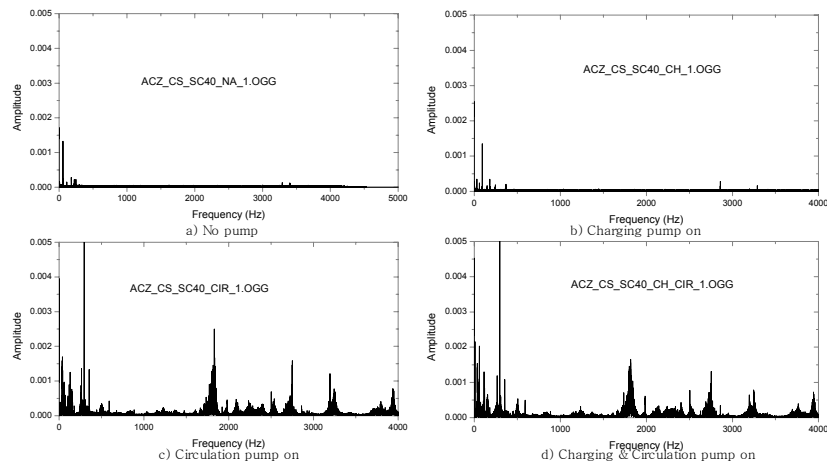 0.005
0.004
0.003
0.002
0.001
0.000
Amplitude
ACZ_CS_SC40_NA_1.OGG
0 1000 2000 3000 4000 5000
Frequency (Hz)
a) No pump
0.005
0.004
0.003
0.002
0.001
0.000
Amplitude
ACZ_CS_SC40_CH_1.OGG
0 1000 2000 3000 4000
Frequency (Hz)
b) Charging pump on
0.005
0.004
0.003
0.002
0.001
0.000
Amplitude
ACZ_CS_SC40_CIR_1.OGG
0 1000 2000 3000 4000
Frequency (Hz)
c) Circulation pump on
0.005
0.004
0.003
0.002
0.001
0.000
Amplitude
ACZ_CS_SC40_CH_CIR_1.OGG
0 1000 2000 3000 4000
Frequency (Hz)
d) Charging & Circulation pump on